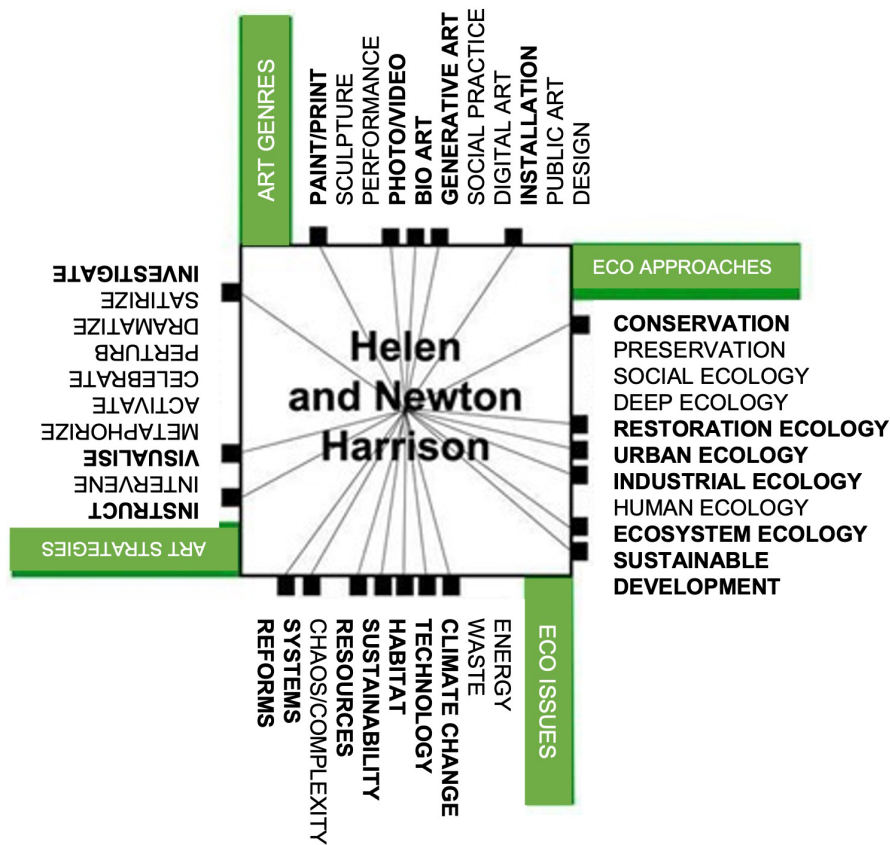 ART GENRES
PAINT/PRINT
SCULPTURE
PERFORMANCE
PHOTO/VIDEO
BIO ART
GENERATIVE ART
SOCIAL PRACTICE
DIGITAL ART
INSTALLATION
PUBLIC ART
DESIGN
ECO APPROACHES
CONSERVATION
PRESERVATION
SOCIAL ECOLOGY
DEEP ECOLOGY
RESTORATION ECOLOGY
URBAN ECOLOGY
INDUSTRIAL ECOLOGY
HUMAN ECOLOGY
ECOSYSTEM ECOLOGY
SUSTAINABLE
DEVELOPMENT
Helen
and Newton
Harrison
ECO ISSUES
ENERGY
WASTE
CLIMATE CHANGE
TECHNOLOGY
HABITAT
SUSTAINABILITY
RESOURCES
CHAOS/COMPLEXITY
SYSTEMS
REFORMS
ART STRATEGIES
INSTRUCT
INTERVENE
VISUALISE
METAPHORIZE
ACTIVATE
CELEBRATE
PERTURB
DRAMATIZE
SATIRIZE
INVESTIGATE